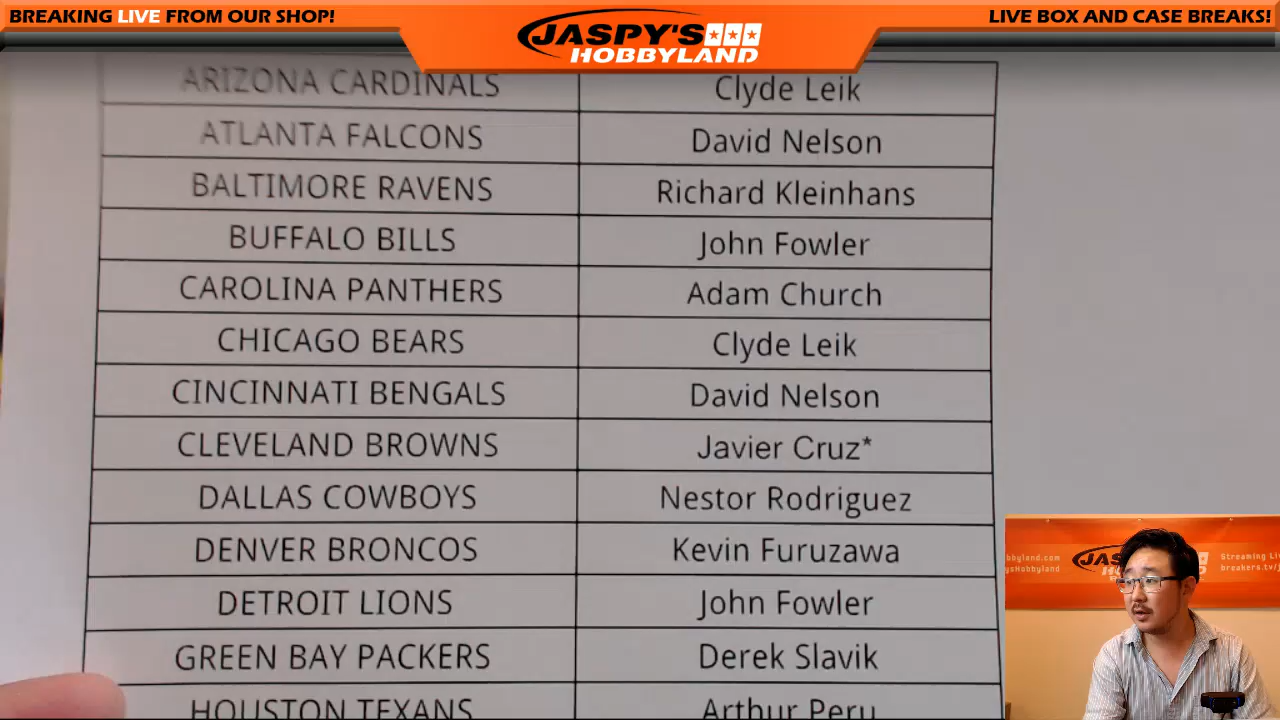 BREAKING LIVE FROM OUR SHOP!
JASPY'S
HOBBYLAND
LIVE BOX AND CASE BREAKS!
ARIZONA CARDINALS Clyde Leik
ATLANTA FALCONS David Nelson
BALTIMORE RAVENS Richard Kleinhans
BUFFALO BILLS John Fowler
CAROLINA PANTHERS Adam Church
CHICAGO BEARS Clyde Leik
CINCINNATI BENGALS David Nelson
CLEVELAND BROWNS Javier Cruz*
DALLAS COWBOYS Nestor Rodriguez
DENVER BRONCOS Kevin Furuzawa
DETROIT LIONS John Fowler
GREEN BAY PACKERS Derek Slavik
HOUSTON TEXANS Arthur Peru
Streaming